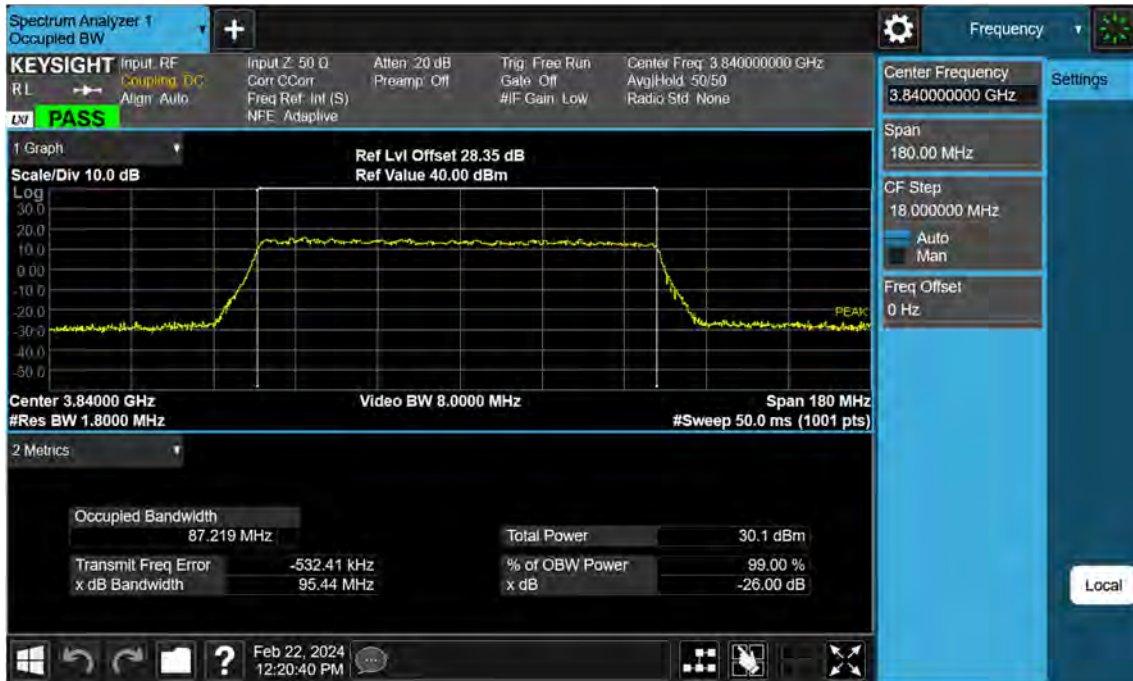 Spectrum Analyzer 1
Occupied BW
+
Frequency
KEYSIGHT
RL
LXI PASS
Input: RF
Coupling: DC
Align: Auto
Input Z: 50 Ω
Corr CCorr
Freq Ref: Int (S)
NFE: Adaptive
Atten: 20 dB
Preamp: Off
Trig: Free Run
Gate: Off
#IF Gain: Low
Center Freq: 3.840000000 GHz
Avg|Hold: 50/50
Radio Std: None
Center Frequency
3.840000000 GHz
Settings
Span
180.00 MHz
CF Step
18.000000 MHz
Auto
Man
Freq Offset
0 Hz
Local
1 Graph
Scale/Div 10.0 dB
Ref Lvl Offset 28.35 dB
Ref Value 40.00 dBm
Log
30.0
20.0
10.0
0.00
-10.0
-20.0
-30.0
-40.0
-50.0
PEAK
Center 3.84000 GHz
Video BW 8.0000 MHz
Span 180 MHz
#Res BW 1.8000 MHz
#Sweep 50.0 ms (1001 pts)
2 Metrics
Occupied Bandwidth
87.219 MHz
Total Power 30.1 dBm
Transmit Freq Error -532.41 kHz
% of OBW Power 99.00 %
x dB Bandwidth 95.44 MHz
x dB -26.00 dB
?
Feb 22, 2024
12:20:40 PM